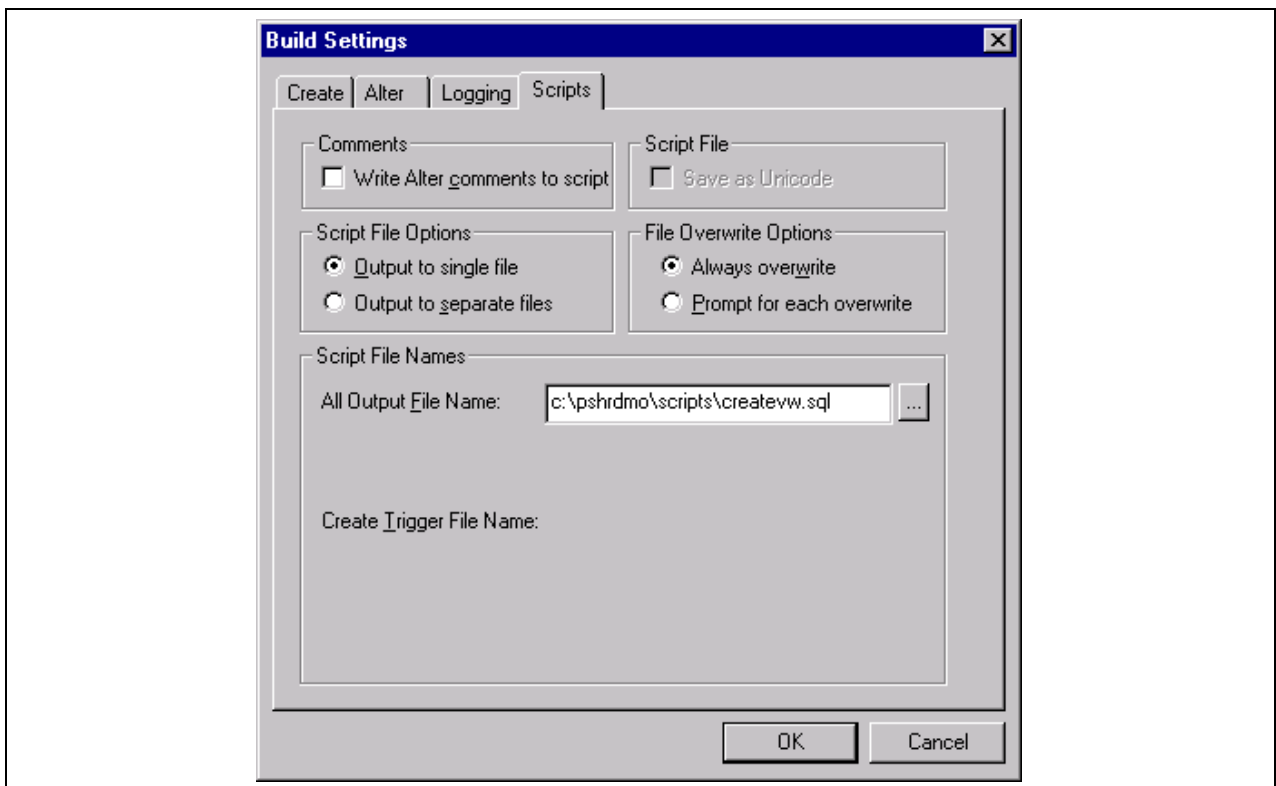 Build Settings
Create Alter Logging Scripts
Comments
Write Alter comments to script
Script File
Save as Unicode
Script File Options
Output to single file
Output to separate files
File Overwrite Options
Always overwrite
Prompt for each overwrite
Script File Names
All Output File Name: c:\pshrdmo\scripts\createvw.sql ...
Create Trigger File Name:
OK Cancel